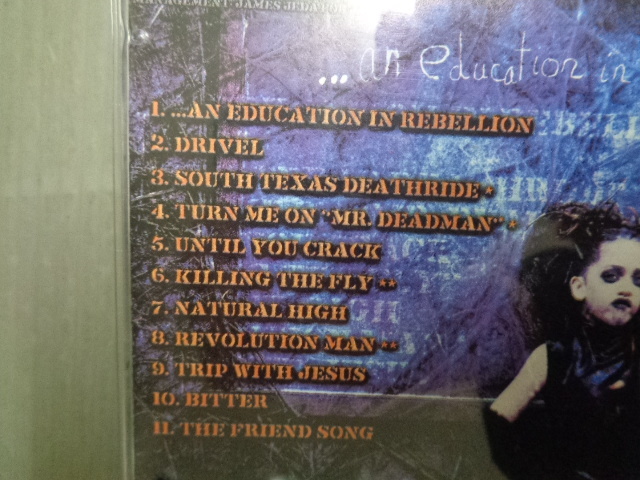 MANAGEMENT: JAMES
...an education in
1. ...AN EDUCATION IN REBELLION
2. DRIVEL
3. SOUTH TEXAS DEATHRIDE *
4. TURN ME ON "MR. DEADMAN" *
5. UNTIL YOU CRACK
6. KILLING THE FLY **
7. NATURAL HIGH
8. REVOLUTION MAN **
9. TRIP WITH JESUS
10. BITTER
11. THE FRIEND SONG